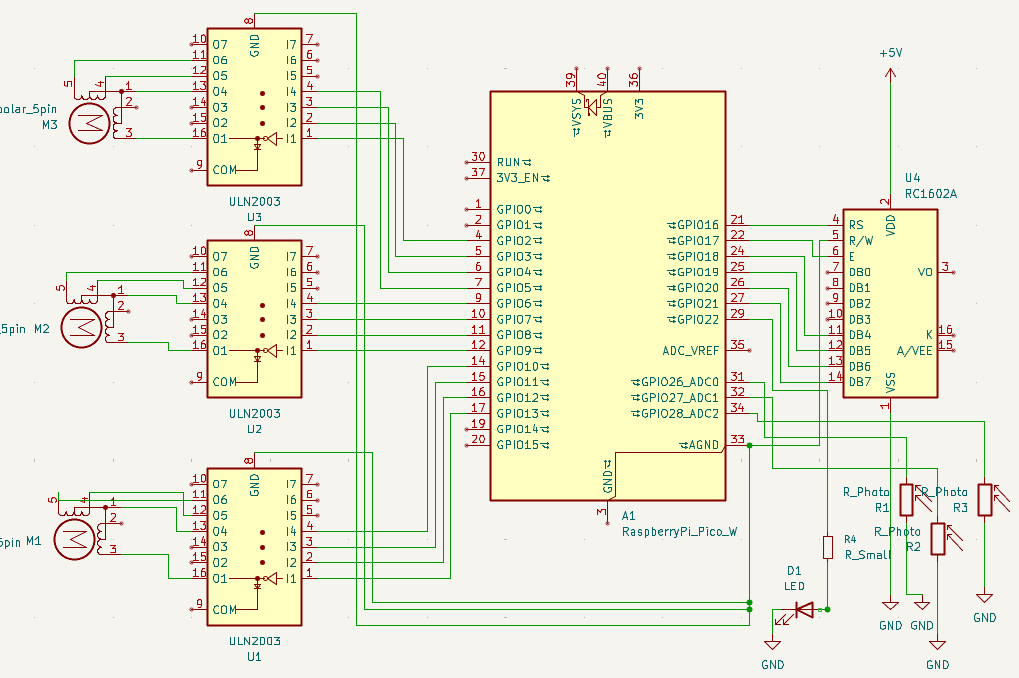 8
GND
10 O7
11 O6
12 O5
13 O4
14 O3
15 O2
16 O1
9 COM
I7 7
I6 6
I5 5
I4 4
I3 3
I2 2
I1 1
ULN2003
U3
5
4
1
2
3
olar_5pin
M3
8
GND
10 O7
11 O6
12 O5
13 O4
14 O3
15 O2
16 O1
9 COM
I7 7
I6 6
I5 5
I4 4
I3 3
I2 2
I1 1
ULN2003
U2
5
4
1
2
3
_5pin M2
8
GND
10 O7
11 O6
12 O5
13 O4
14 O3
15 O2
16 O1
9 COM
I7 7
I6 6
I5 5
I4 4
I3 3
I2 2
I1 1
ULN2003
U1
5
4
1
2
3
5pin M1
39
VSYS
40
VBUS
36
3V3
30 RUN
37 3V3_EN
1 GPIO0
2 GPIO1
4 GPIO2
5 GPIO3
6 GPIO4
7 GPIO5
9 GPIO6
10 GPIO7
11 GPIO8
12 GPIO9
14 GPIO10
15 GPIO11
16 GPIO12
17 GPIO13
19 GPIO14
20 GPIO15
GPIO16 21
GPIO17 22
GPIO18 24
GPIO19 25
GPIO20 26
GPIO21 27
GPIO22 29
ADC_VREF 35
GPIO26_ADC0 31
GPIO27_ADC1 32
GPIO28_ADC2 34
AGND 33
GND
3
A1
RaspberryPi_Pico_W
+5V
U4
RC1602A
2
VDD
4 RS
5 R/W
6 E
7 DB0
8 DB1
9 DB2
10 DB3
11 DB4
12 DB5
13 DB6
14 DB7
VO 3
K 16
A/VEE 15
VSS
1
R_Photo
R1
R_Photo
R3
R_Photo
R2
R4
R_Small
D1
LED
GND
GND
GND
GND
GND